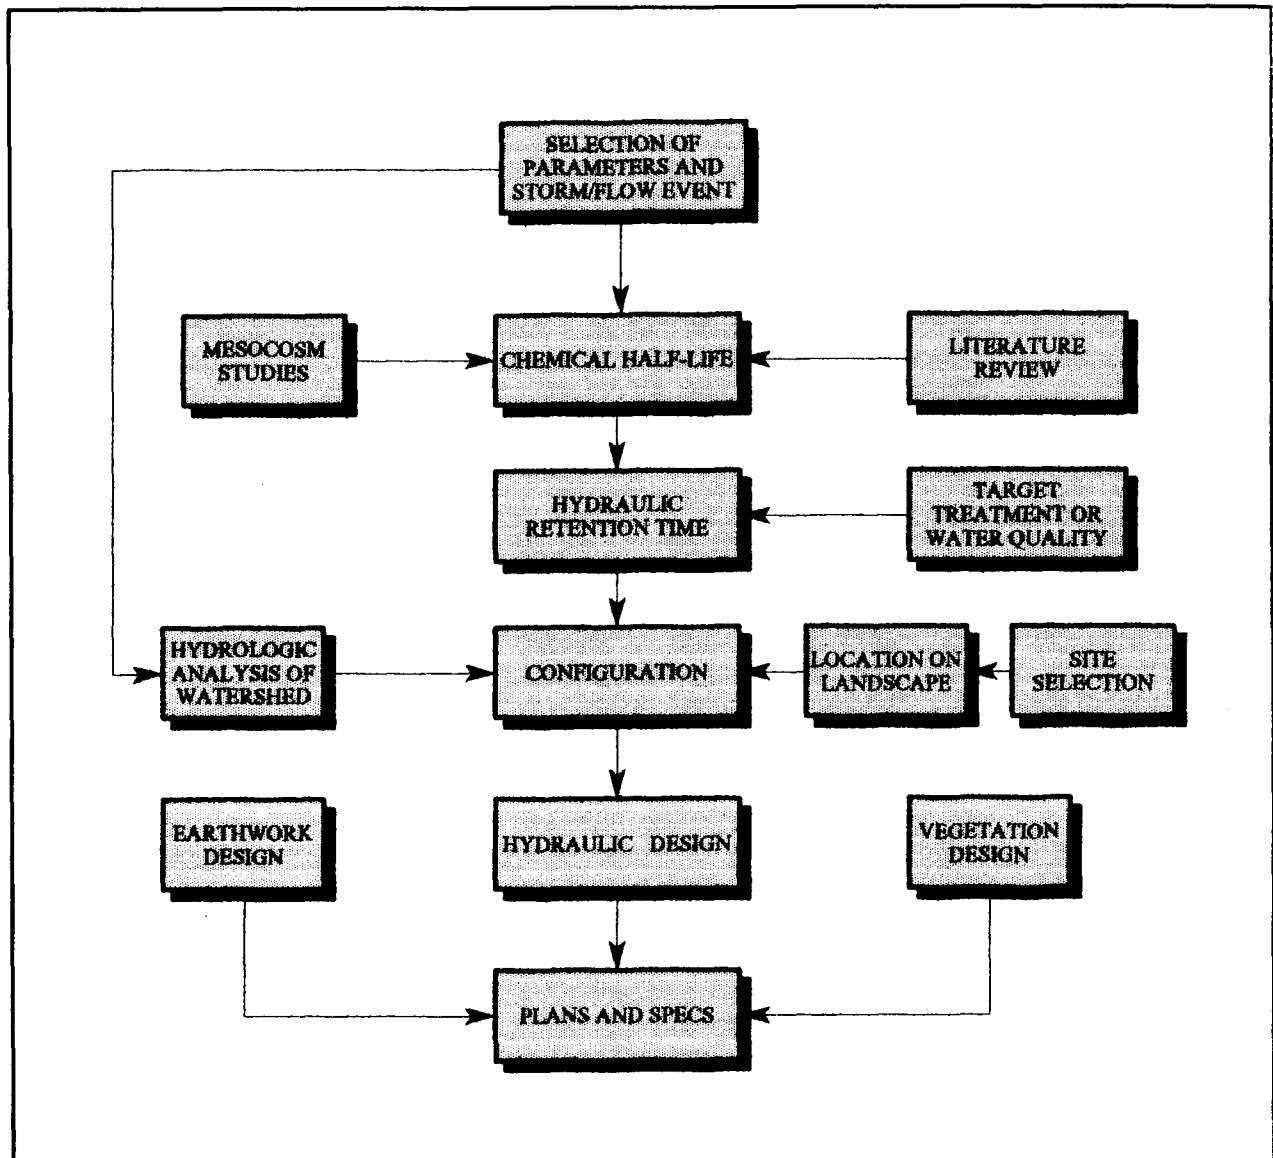 SELECTION OF
PARAMETERS AND
STORM/FLOW EVENT
MESOCOSM
STUDIES
CHEMICAL HALF-LIFE
LITERATURE
REVIEW
HYDRAULIC
RETENTION TIME
TARGET
TREATMENT OR
WATER QUALITY
HYDROLOGIC
ANALYSIS OF
WATERSHED
CONFIGURATION
LOCATION ON
LANDSCAPE
SITE
SELECTION
EARTHWORK
DESIGN
HYDRAULIC DESIGN
VEGETATION
DESIGN
PLANS AND SPECS